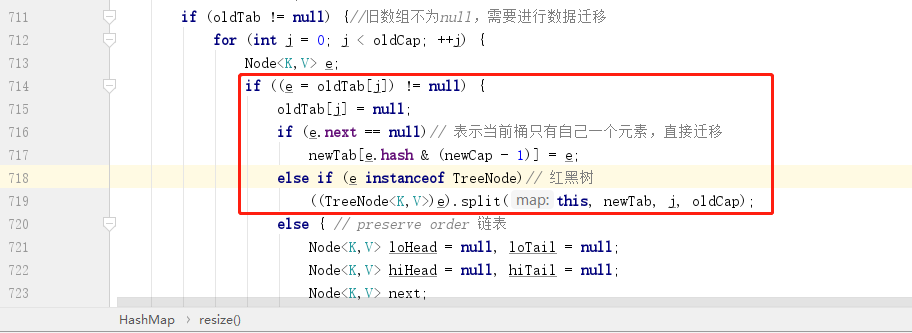 711 if (oldTab != null) {//旧数组不为null，需要进行数据迁移
712 for (int j = 0; j < oldCap; ++j) {
713 Node<K,V> e;
714 if ((e = oldTab[j]) != null) {
715 oldTab[j] = null;
716 if (e.next == null)// 表示当前桶只有自己一个元素，直接迁移
717 newTab[e.hash & (newCap - 1)] = e;
718 else if (e instanceof TreeNode)// 红黑树
719 ((TreeNode<K,V>)e).split( map: this, newTab, j, oldCap);
720 else { // preserve order 链表
721 Node<K,V> loHead = null, loTail = null;
722 Node<K,V> hiHead = null, hiTail = null;
723 Node<K,V> next;
HashMap › resize()